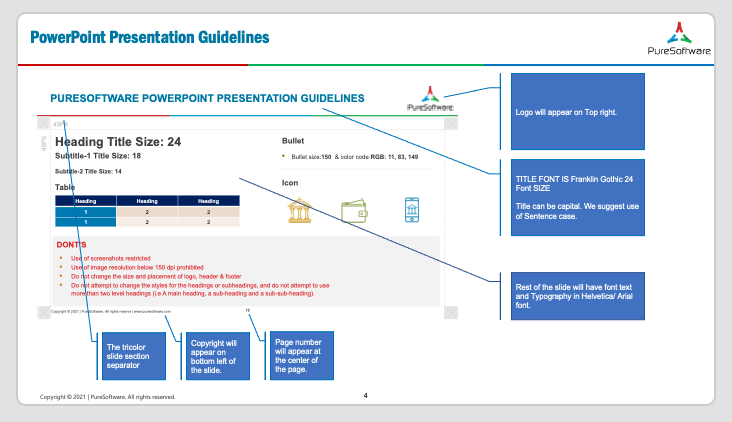 PowerPoint Presentation Guidelines
PureSoftware
PURESOFTWARE POWERPOINT PRESENTATION GUIDELINES
PureSoftware
40PX
40PX
Heading Title Size: 24
Subtitle-1 Title Size: 18
Subtitle-2 Title Size: 14
Table
Heading Heading Heading
1 2 2
1 2 2
Bullet
• Bullet size:150 & color code RGB: 11, 83, 149
Icon
DONT'S
• Use of screenshots restricted
• Use of image resolution below 150 dpi prohibited
• Do not change the size and placement of logo, header & footer
• Do not attempt to change the styles for the headings or subheadings, and do not attempt to use
more than two level headings (i.e A main heading, a sub-heading and a sub-sub-heading).
Copyright © 2021 | PureSoftware. All rights reserve | www.puresoftware.com
Logo will appear on Top right.
TITLE FONT IS Franklin Gothic 24
Font SIZE
Title can be capital. We suggest use
of Sentence case.
Rest of the slide will have font text
and Typography in Helvetica/ Arial
font.
The tricolor
slide section
separator
Copyright will
appear on
bottom left of
the slide.
Page number
will appear at
the center of
the page.
Copyright © 2021 | PureSoftware. All rights reserved.
4